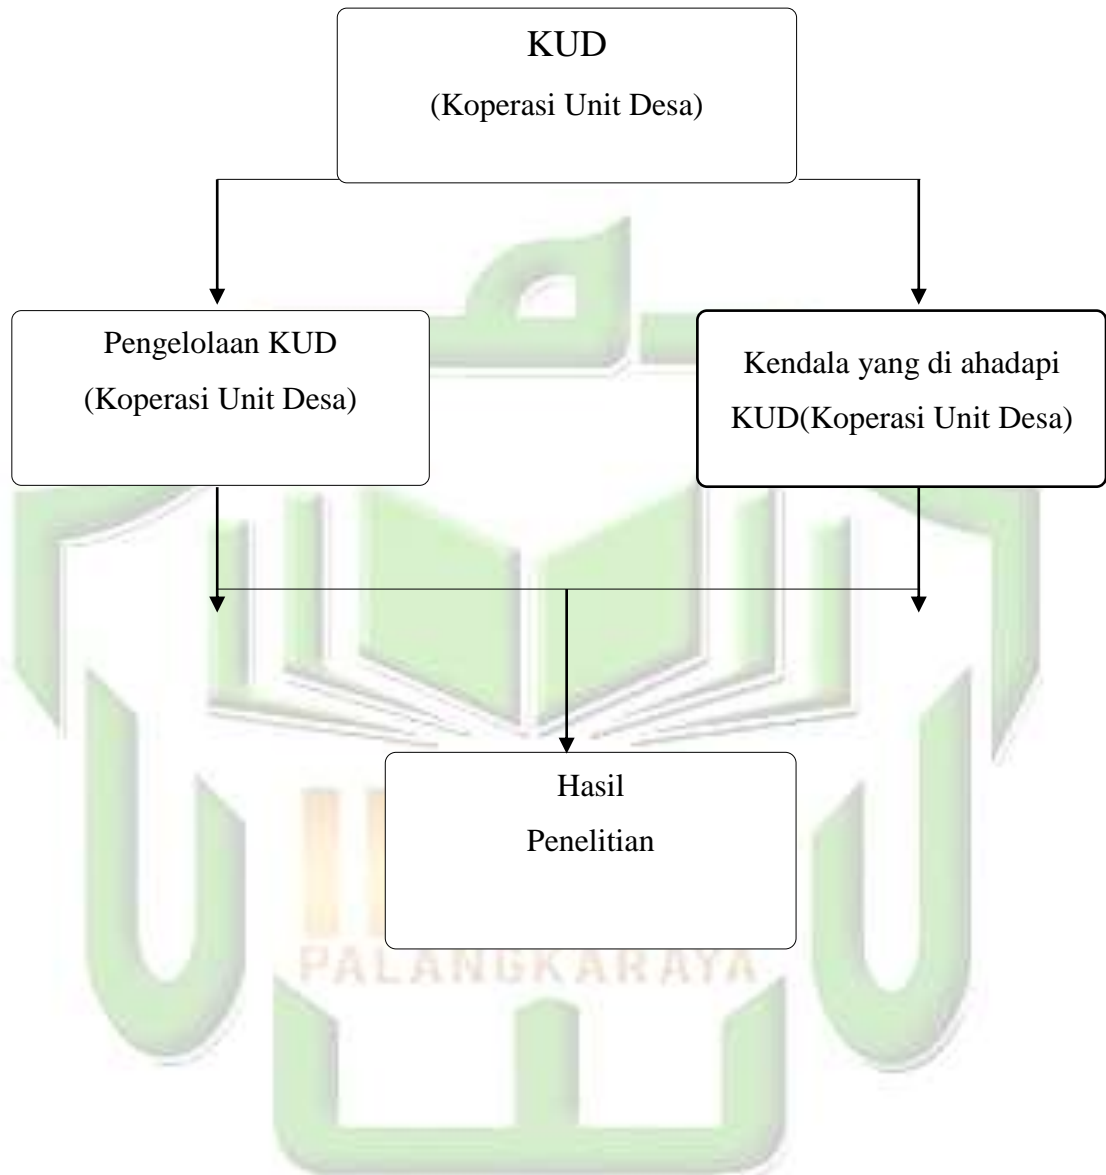 KUD
(Koperasi Unit Desa)
Pengelolaan KUD
(Koperasi Unit Desa)
Kendala yang di ahadapi
KUD(Koperasi Unit Desa)
Hasil
Penelitian
PALANGKARAYA